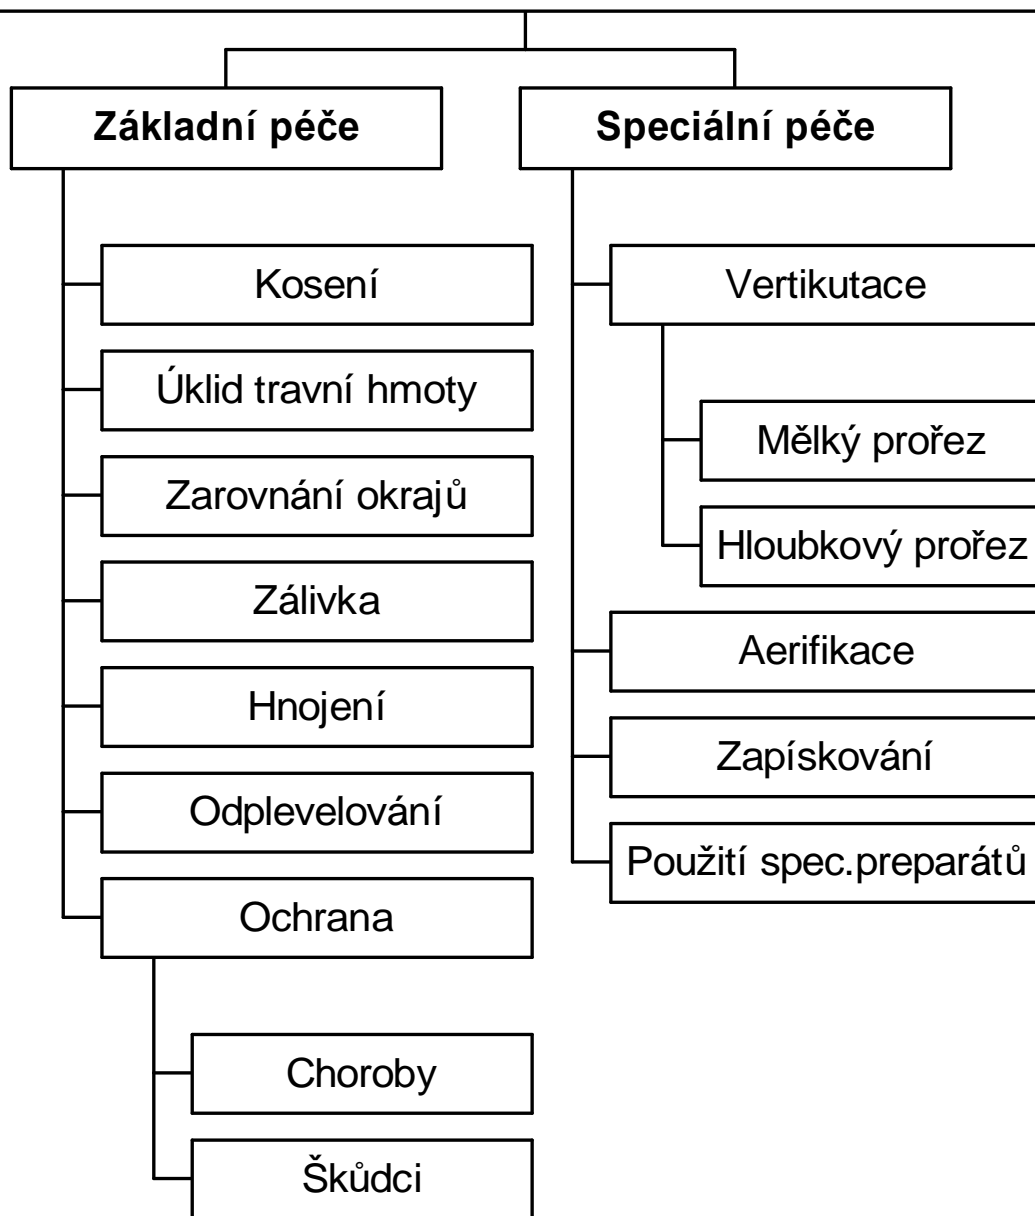 Základní péče
Kosení
Úklid travní hmoty
Zarovnání okrajů
Zálivka
Hnojení
Odplevelování
Ochrana
Choroby
Škůdci
Speciální péče
Vertikutace
Mělký prořez
Hloubkový prořez
Aerifikace
Zapískování
Použití spec.preparátů